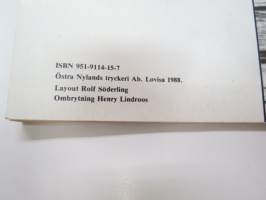 ISBN 951-9114-15-7
Östra Nylands tryckeri Ab. Lovisa 1988.
Layout Rolf Söderling
Ombrytning Henry Lindroos